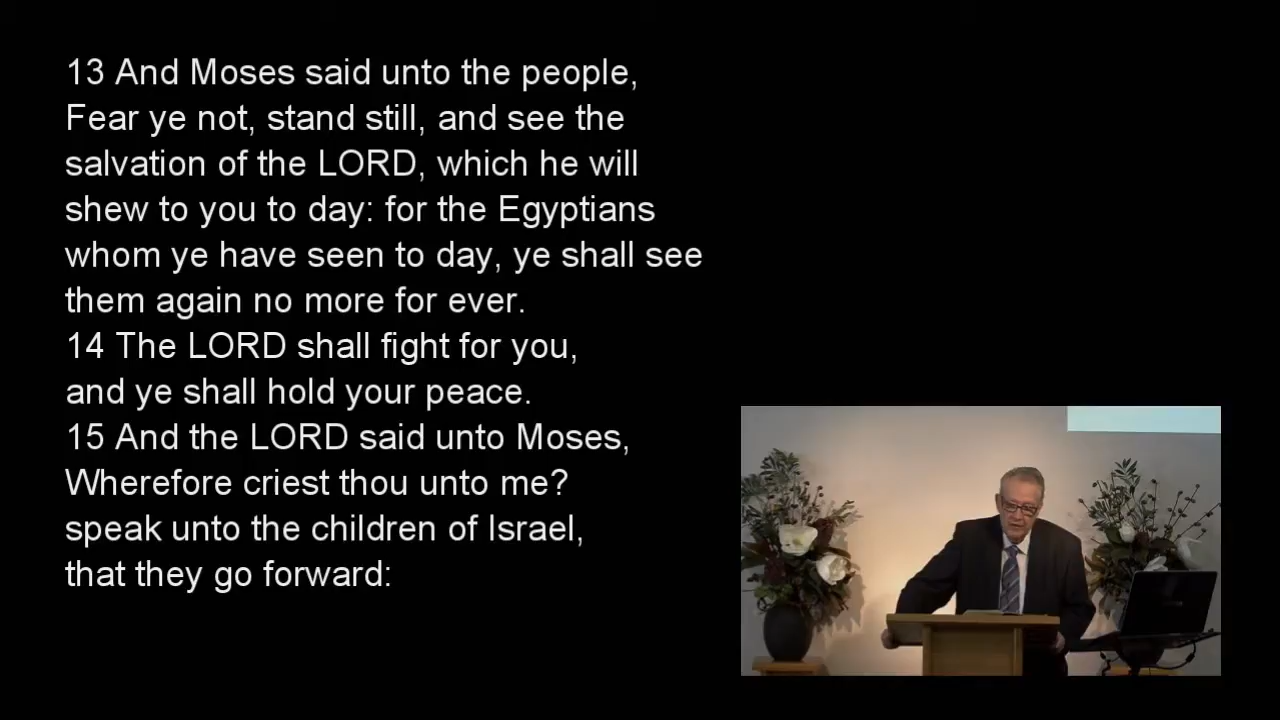 13 And Moses said unto the people,
Fear ye not, stand still, and see the
salvation of the LORD, which he will
shew to you to day: for the Egyptians
whom ye have seen to day, ye shall see
them again no more for ever.
14 The LORD shall fight for you,
and ye shall hold your peace.
15 And the LORD said unto Moses,
Wherefore criest thou unto me?
speak unto the children of Israel,
that they go forward: